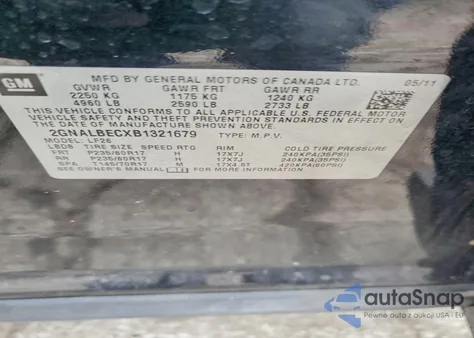 GM
MFD BY GENERAL MOTORS OF CANADA LTD. 05/11
GVWR GAWR FRT GAWR RR
2250 KG 1175 KG 1240 KG
4960 LB 2590 LB 2733 LB
THIS VEHICLE CONFORMS TO ALL APPLICABLE U.S. FEDERAL MOTOR
VEHICLE SAFETY AND THEFT PREVENTION STANDARDS IN EFFECT ON
THE DATE OF MANUFACTURE SHOWN ABOVE.
2GNALBECXB1321679 TYPE: M.P.V.
MODEL: LF26
TIRE SIZE SPEED RTG RIM COLD TIRE PRESSURE
FRT P235/60R17 H 17X7J 240KPA(35PSI)
RR P235/60R17 H 17X7J 240KPA(35PSI)
SPA T145/70R17 M 17X4.5T 420KPA(60PSI)
SEE OWNER'S MANUAL FOR MORE INFORMATION
autoSnap
Pewne auto z aukcji USA i EU